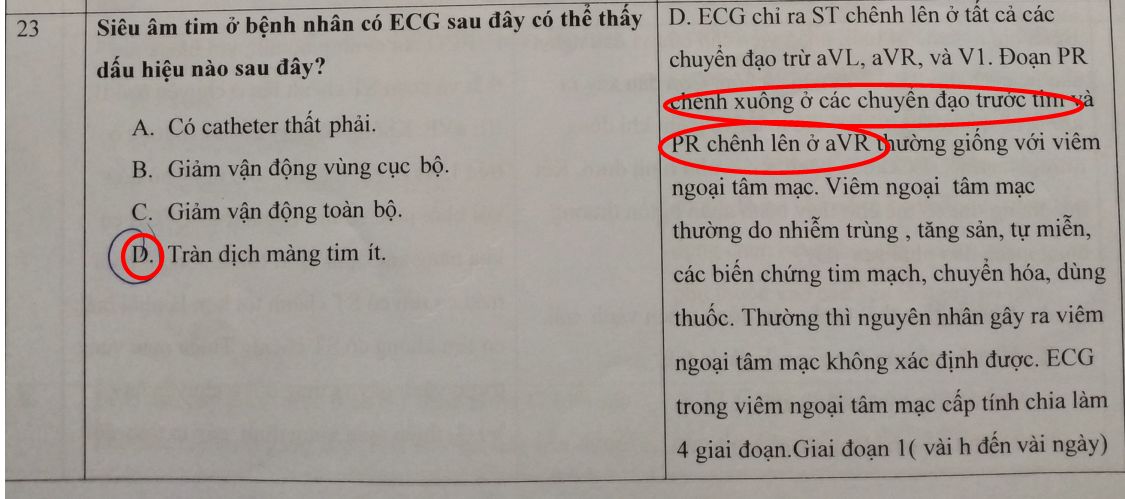 23
Siêu âm tim ở bệnh nhân có ECG sau đây có thể thấy
dấu hiệu nào sau đây?
A. Có catheter thất phải.
B. Giảm vận động vùng cục bộ.
C. Giảm vận động toàn bộ.
D. Tràn dịch màng tim ít.
D. ECG chỉ ra ST chênh lên ở tất cả các
chuyển đạo trừ aVL, aVR, và V1. Đoạn PR
chênh xuống ở các chuyển đạo trước tim và
PR chênh lên ở aVR thường giống với viêm
ngoại tâm mạc. Viêm ngoại tâm mạc
thường do nhiễm trùng , tăng sản, tự miễn,
các biến chứng tim mạch, chuyển hóa, dùng
thuốc. Thường thì nguyên nhân gây ra viêm
ngoại tâm mạc không xác định được. ECG
trong viêm ngoại tâm mạc cấp tính chia làm
4 giai đoạn.Giai đoạn 1( vài h đến vài ngày)